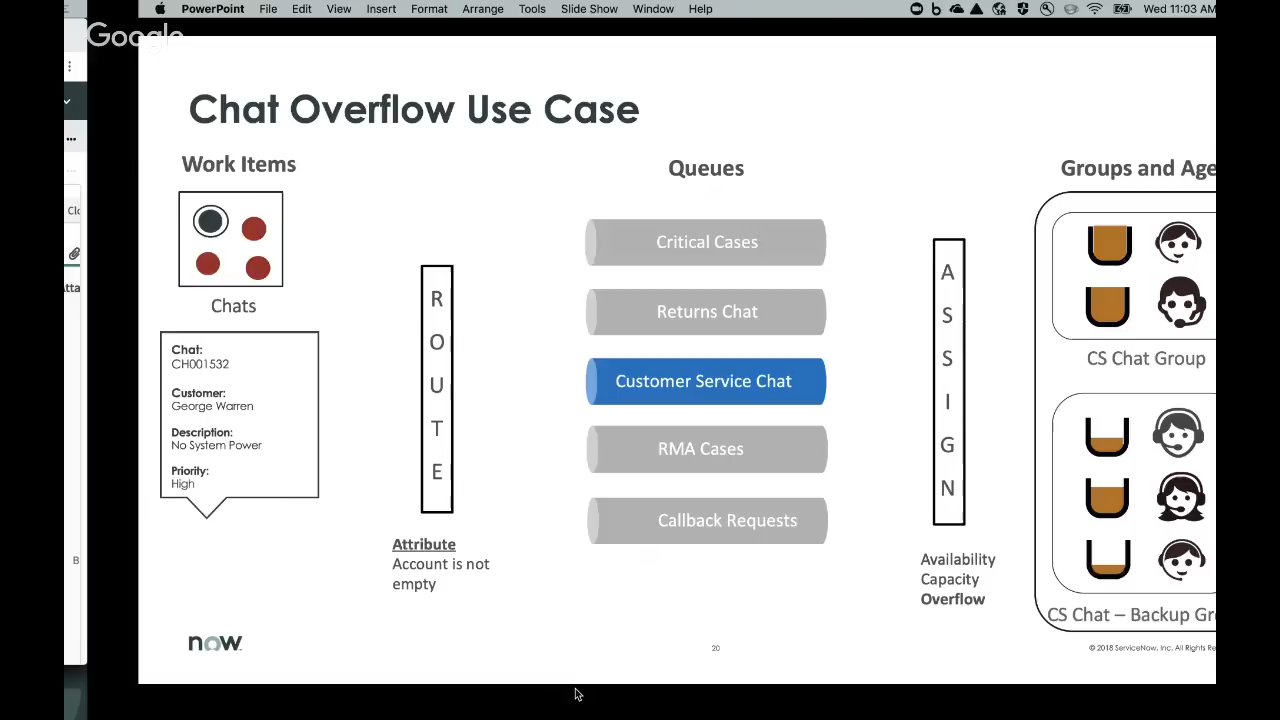 PowerPoint File Edit View Insert Format Arrange Tools Slide Show Window Help Wed 11:03 AM
Google
Chat Overflow Use Case
Work Items
Queues
Groups and Age
Chats
Chat:
CH001532
Customer:
George Warren
Description:
No System Power
Priority:
High
R
O
U
T
E
Attribute
Account is not
empty
Critical Cases
Returns Chat
Customer Service Chat
RMA Cases
Callback Requests
A
S
S
I
G
N
Availability
Capacity
Overflow
CS Chat Group
CS Chat – Backup Gr
now
20
© 2018 ServiceNow, Inc. All Rights Re
Clo
tta
B